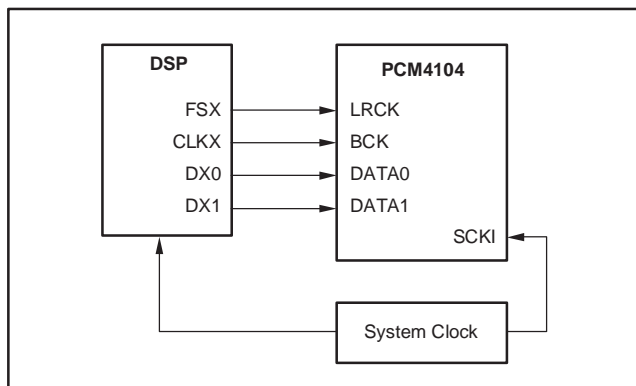 DSP
FSX
CLKX
DX0
DX1
PCM4104
LRCK
BCK
DATA0
DATA1
SCKI
System Clock